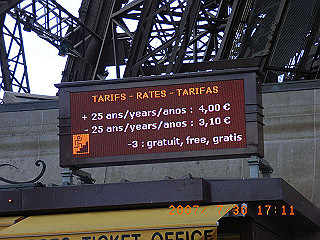 TARIFS - RATES - TARIFAS
+ 25 ans/years/anos : 4,00 €
- 25 ans/years/anos : 3,10 €
-3 : gratuit, free, gratis
TICKET OFFICE
17:11